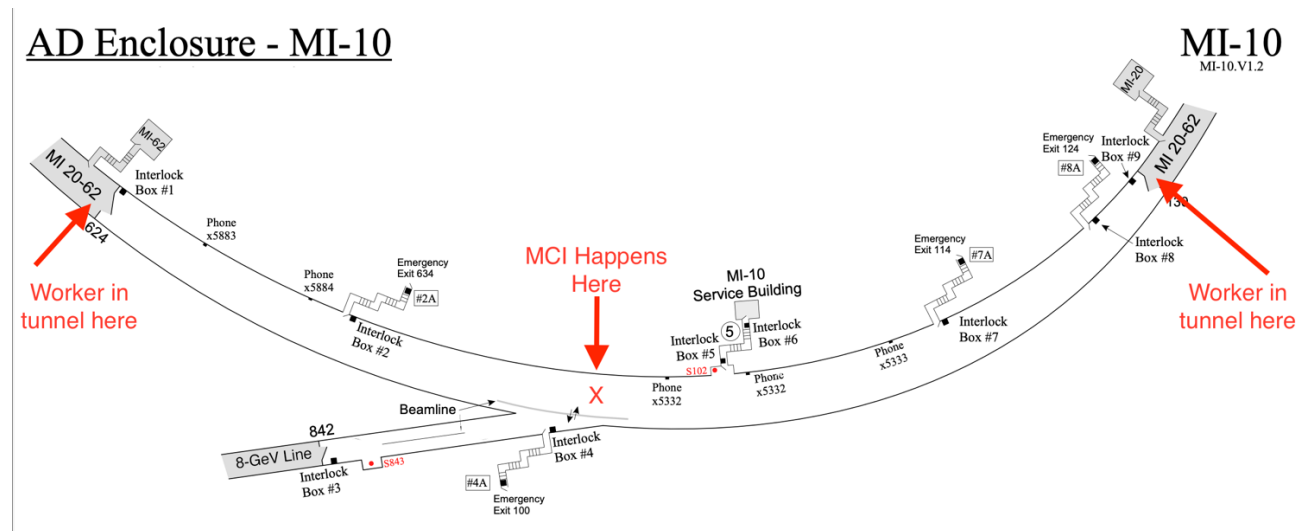 AD Enclosure - MI-10
MI-10
MI-10.V1.2
MI-62
MI 20-62
624
Interlock
Box #1
Worker in
tunnel here
Phone
x5883
Phone
x5884
Emergency
Exit 634
#2A
Interlock
Box #2
MCI Happens
Here
X
Beamline
842
8-GeV Line
Interlock
Box #3
S843
#4A
Emergency
Exit 100
Interlock
Box #4
MI-10
Service Building
5
Interlock
Box #5
Interlock
Box #6
S102
Phone
x5332
Phone
x5332
Phone
x5333
Emergency
Exit 114
#7A
Interlock
Box #7
Emergency
Exit 124
#8A
Interlock
Box #8
Interlock
Box #9
MI-20
MI 20-62
Worker in
tunnel here